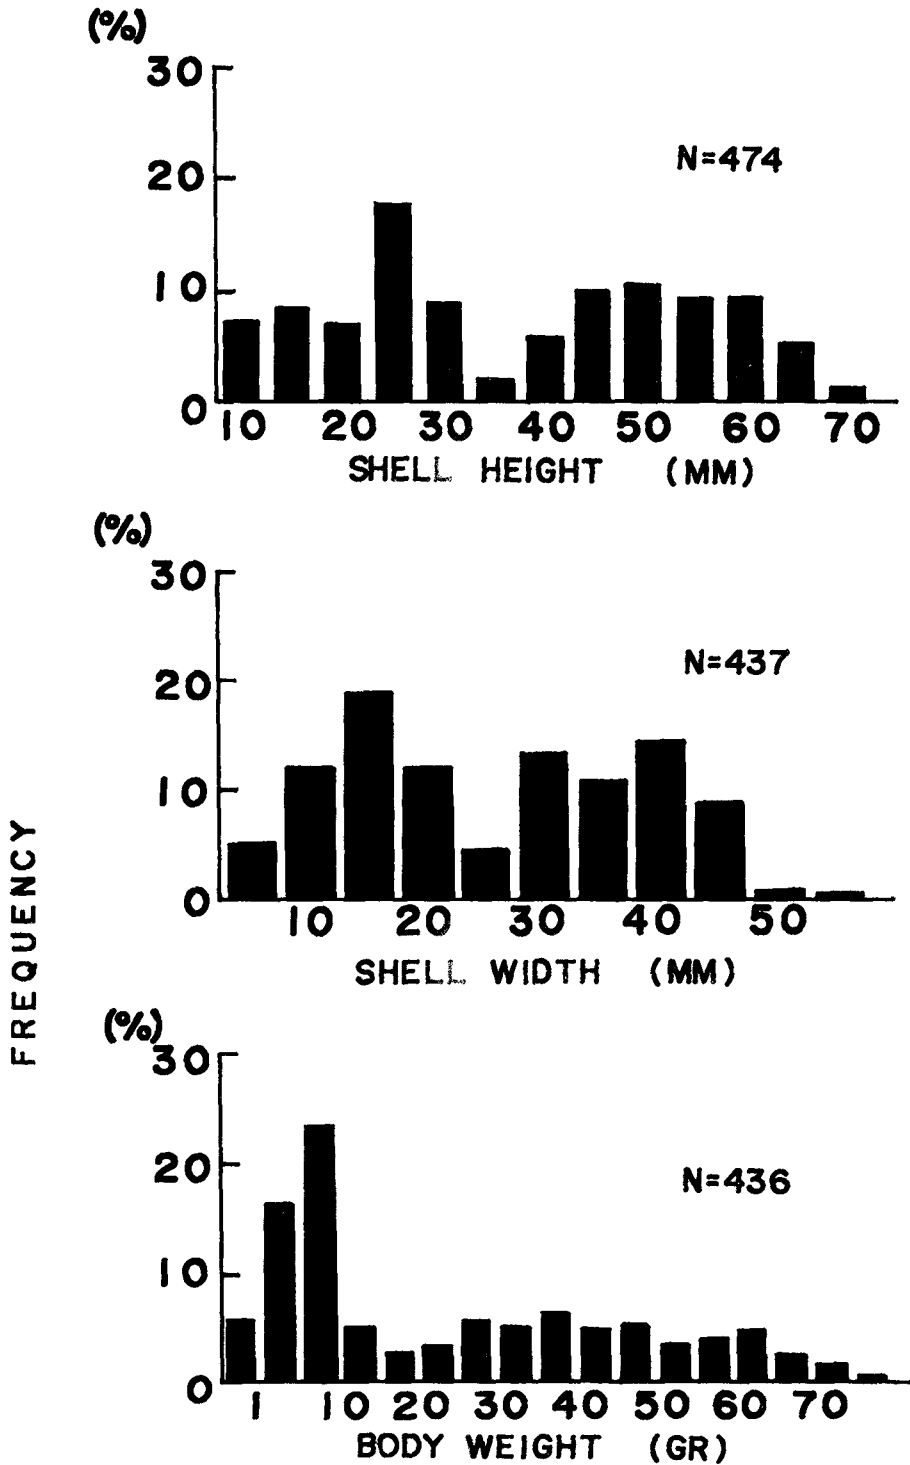 (%)
30
20
10
0
N=474
10 20 30 40 50 60 70
SHELL HEIGHT (MM)
(%)
30
20
10
0
N=437
10 20 30 40 50
SHELL WIDTH (MM)
FREQUENCY
(%)
30
20
10
0
N=436
1 10 20 30 40 50 60 70
BODY WEIGHT (GR)